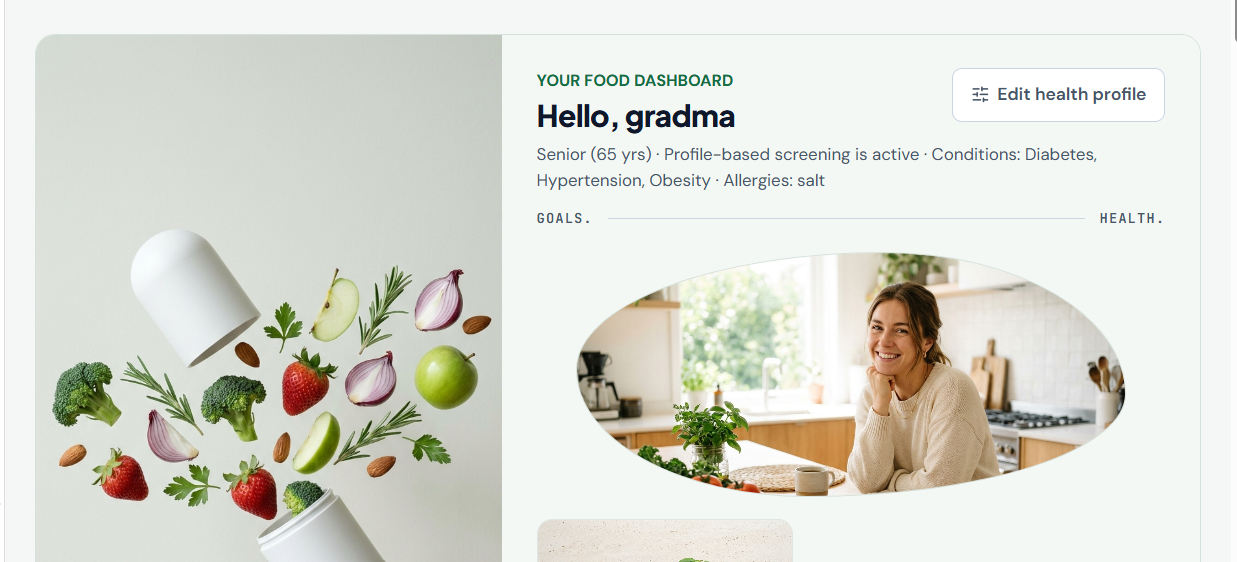 YOUR FOOD DASHBOARD
Edit health profile
Hello, gradma
Senior (65 yrs) · Profile-based screening is active · Conditions: Diabetes,
Hypertension, Obesity · Allergies: salt
GOALS.
HEALTH.